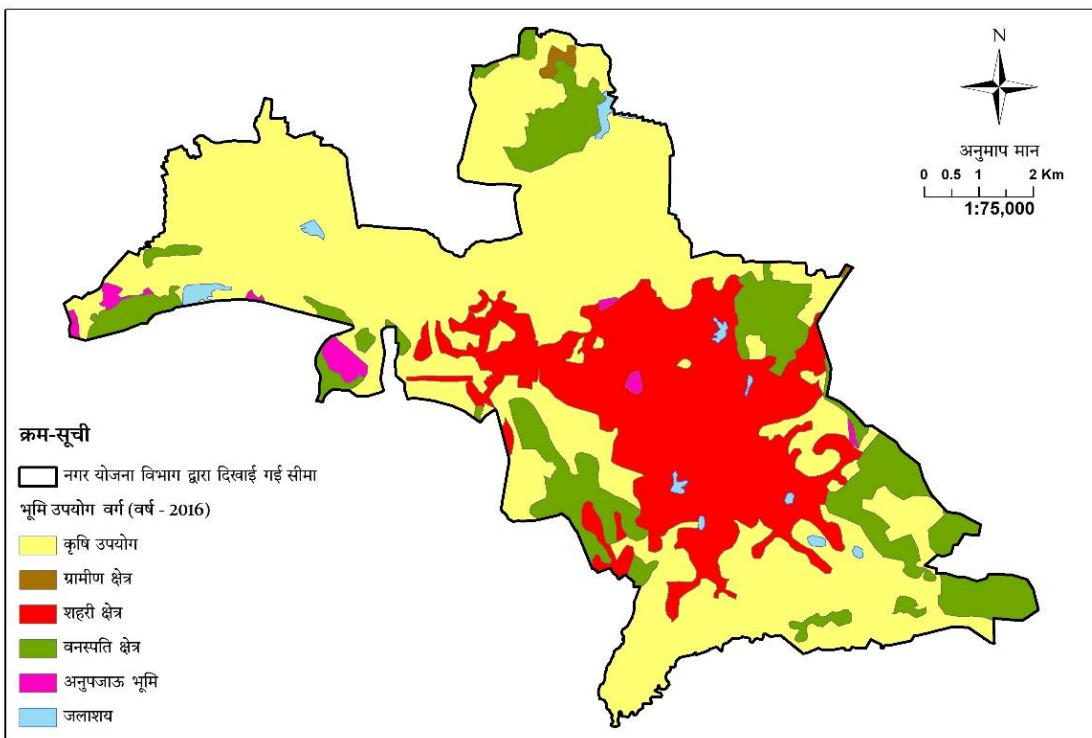 N
अनुमाप मान
0 0.5 1 2 Km
1:75,000
क्रम-सूची
नगर योजना विभाग द्वारा दिखाई गई सीमा
भूमि उपयोग वर्ग (वर्ष - 2016)
कृषि उपयोग
ग्रामीण क्षेत्र
शहरी क्षेत्र
वनस्पति क्षेत्र
अनुपजाऊ भूमि
जलाशय